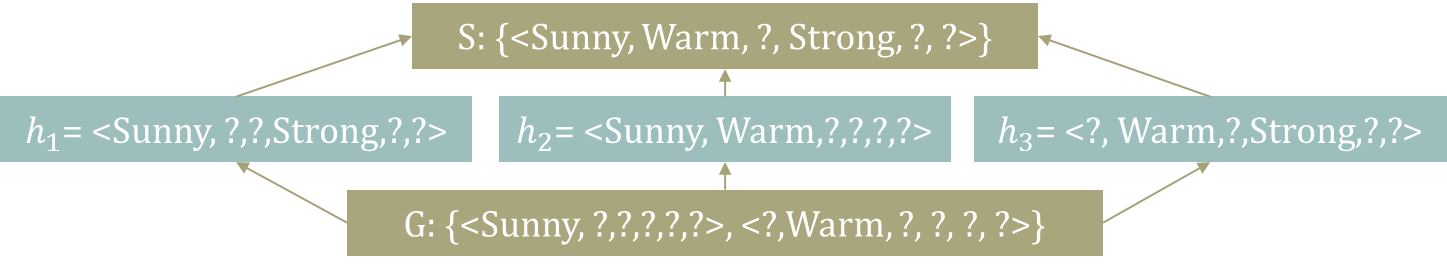 S: {<Sunny, Warm, ?, Strong, ?, ?>}
h₁= <Sunny, ?,?,Strong,?,?>
h₂= <Sunny, Warm,?,?,?,?>
h₃= <?, Warm,?,Strong,?,?>
G: {<Sunny, ?,?,?,?,?>, <?,Warm, ?, ?, ?, ?>}